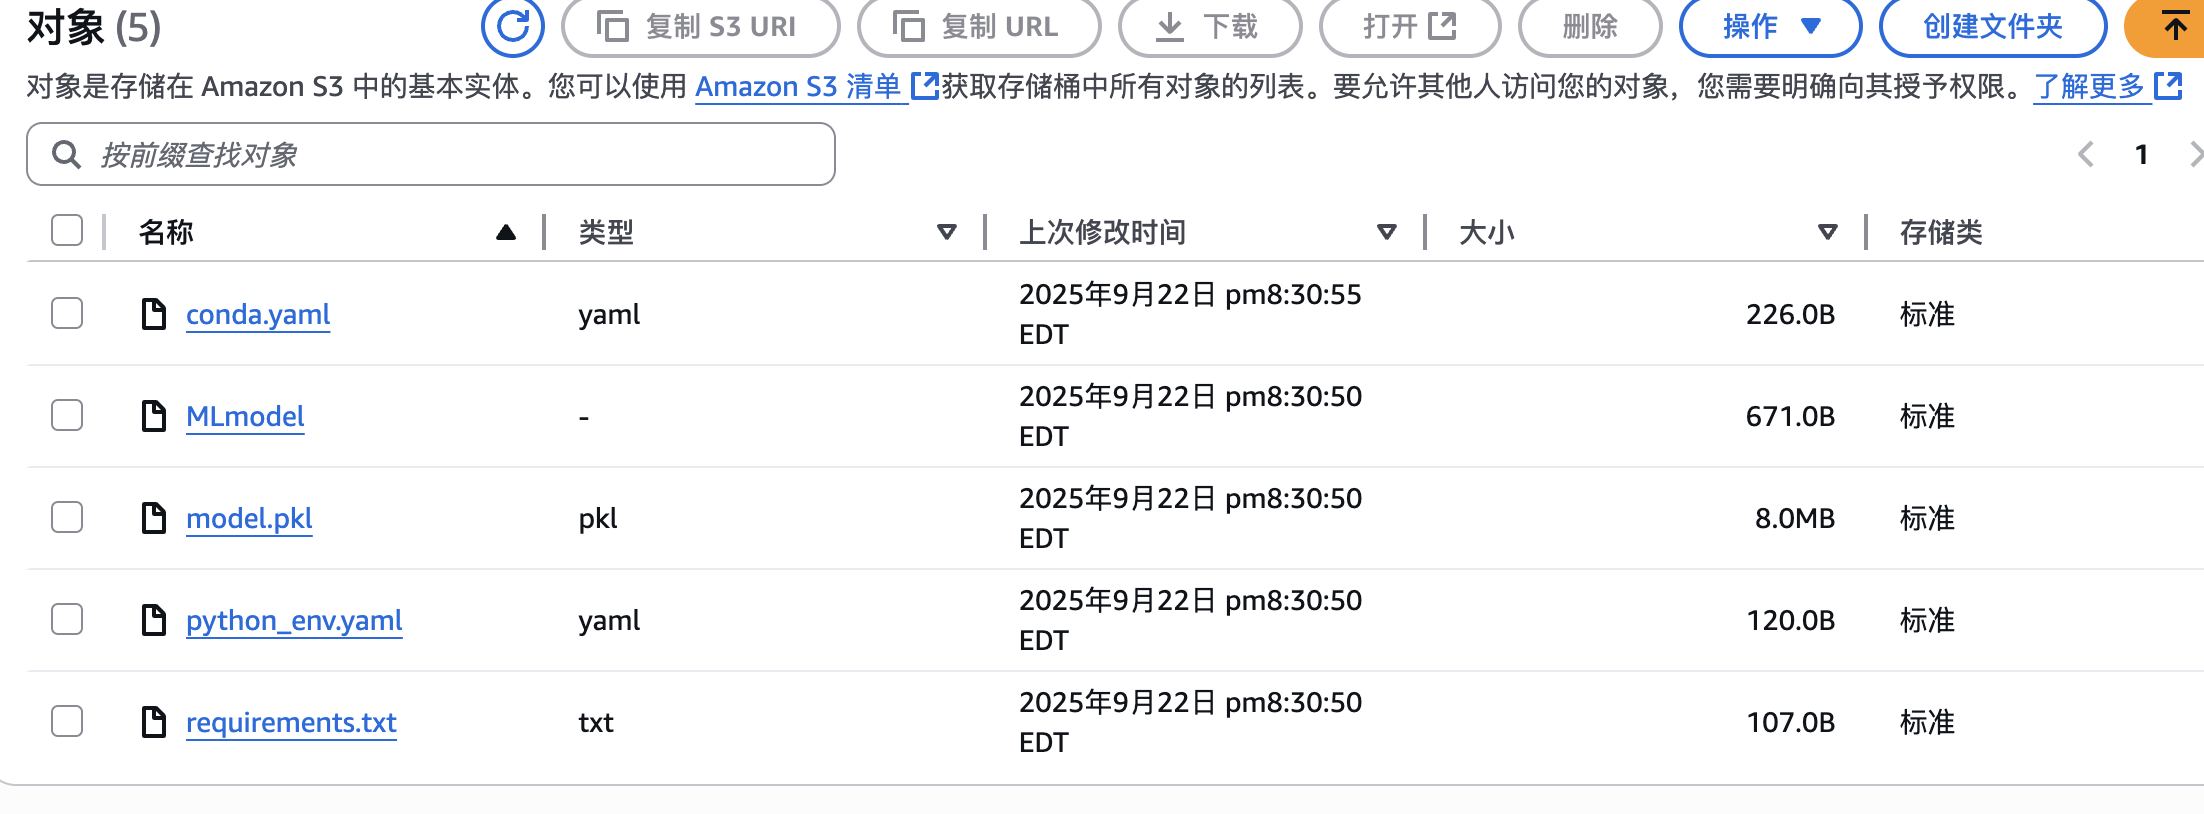 对象 (5)
复制 S3 URI
复制 URL
下载
打开
删除
操作
创建文件夹
对象是存储在 Amazon S3 中的基本实体。您可以使用 Amazon S3 清单 获取存储桶中所有对象的列表。要允许其他人访问您的对象，您需要明确向其授予权限。了解更多
按前缀查找对象
1
名称 类型 上次修改时间 大小 存储类
conda.yaml yaml 2025年9月22日 pm8:30:55 EDT 226.0B 标准
MLmodel - 2025年9月22日 pm8:30:50 EDT 671.0B 标准
model.pkl pkl 2025年9月22日 pm8:30:50 EDT 8.0MB 标准
python_env.yaml yaml 2025年9月22日 pm8:30:50 EDT 120.0B 标准
requirements.txt txt 2025年9月22日 pm8:30:50 EDT 107.0B 标准